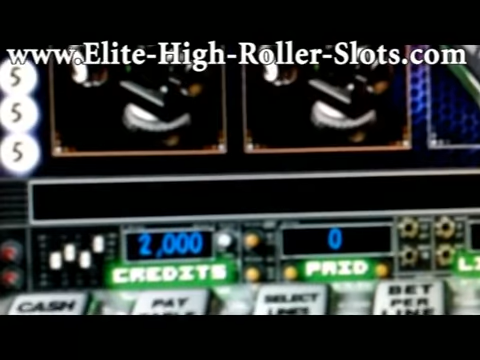 www.Elite-High-Roller-Slots.com
5
5
5
2,000
0
CREDITS
PAID
CASH
PAY
SELECT
LINES
BET
PER
LINE